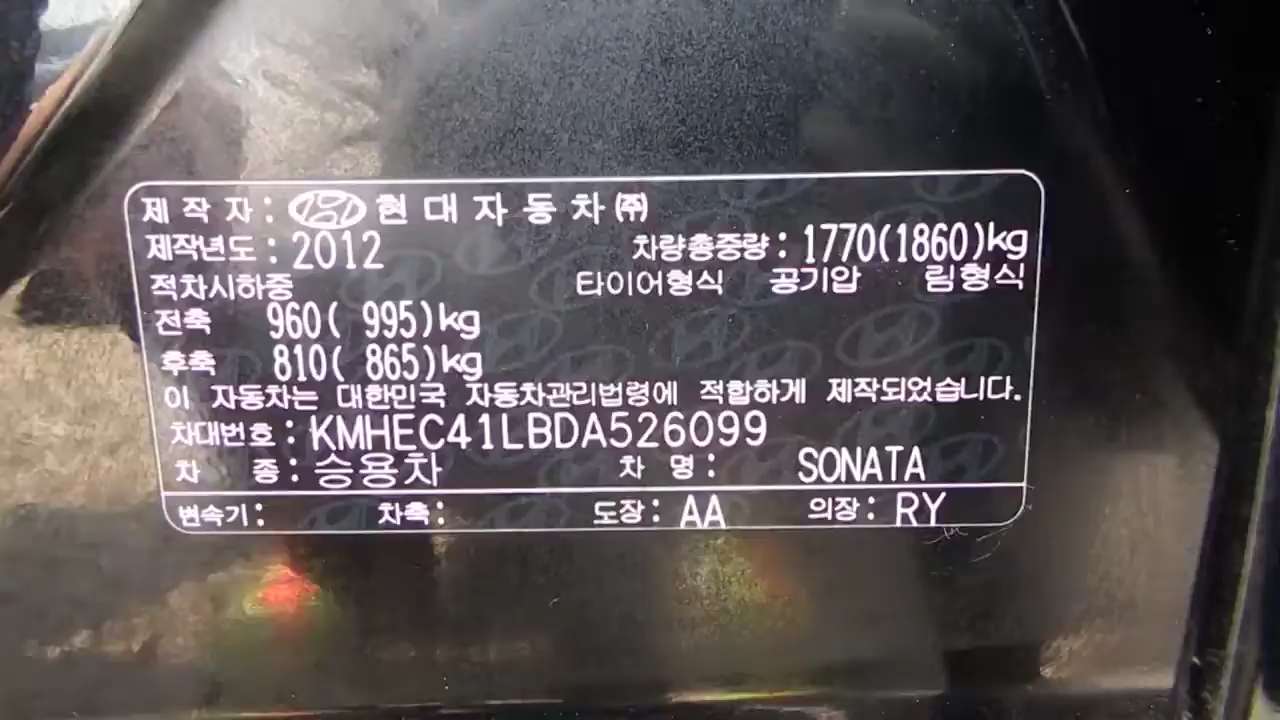 제 작 자 : 현 대 자 동 차 ㈜
제작년도 : 2012 차량총중량 : 1770(1860)kg
적차시하중 타이어형식 공기압 림형식
전축 960( 995)kg
후축 810( 865)kg
이 자동차는 대한민국 자동차관리법령에 적합하게 제작되었습니다.
차대번호 : KMHEC41LBDA526099
차 종 : 승용차 차 명 : SONATA
변속기 : 차축 : 도장 : AA 의장 : RY